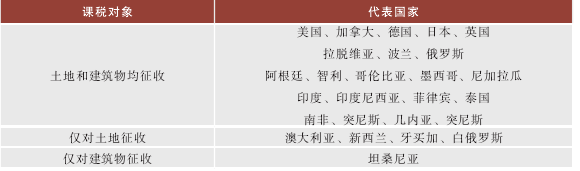 课税对象 代表国家
美国、加拿大、德国、日本、英国
拉脱维亚、波兰、俄罗斯
土地和建筑物均征收 阿根廷、智利、哥伦比亚、墨西哥、尼加拉瓜
印度、印度尼西亚、菲律宾、泰国
南非、突尼斯、几内亚、突尼斯
仅对土地征收 澳大利亚、新西兰、牙买加、白俄罗斯
仅对建筑物征收 坦桑尼亚